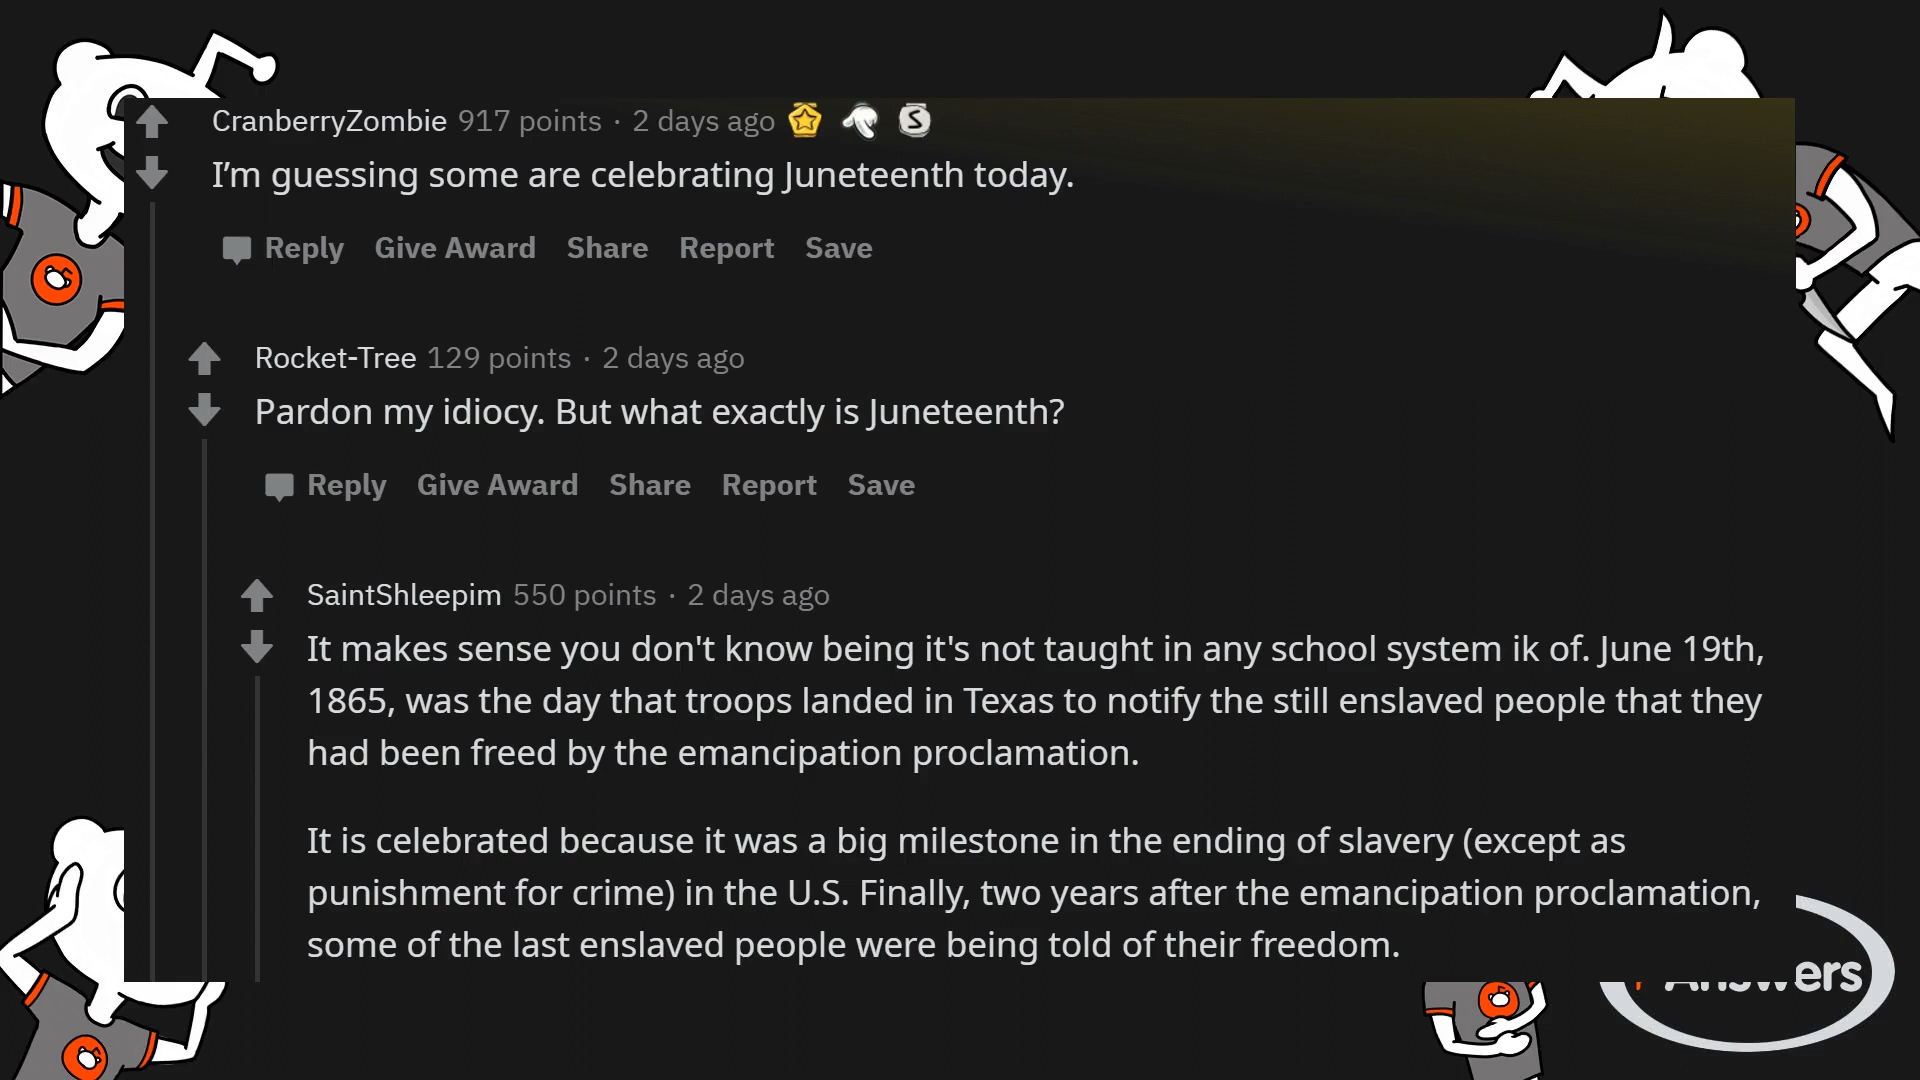 CranberryZombie 917 points · 2 days ago
I’m guessing some are celebrating Juneteenth today.
Reply Give Award Share Report Save
Rocket-Tree 129 points · 2 days ago
Pardon my idiocy. But what exactly is Juneteenth?
Reply Give Award Share Report Save
SaintShleepim 550 points · 2 days ago
It makes sense you don't know being it's not taught in any school system ik of. June 19th,
1865, was the day that troops landed in Texas to notify the still enslaved people that they
had been freed by the emancipation proclamation.
It is celebrated because it was a big milestone in the ending of slavery (except as
punishment for crime) in the U.S. Finally, two years after the emancipation proclamation,
some of the last enslaved people were being told of their freedom.
Answers